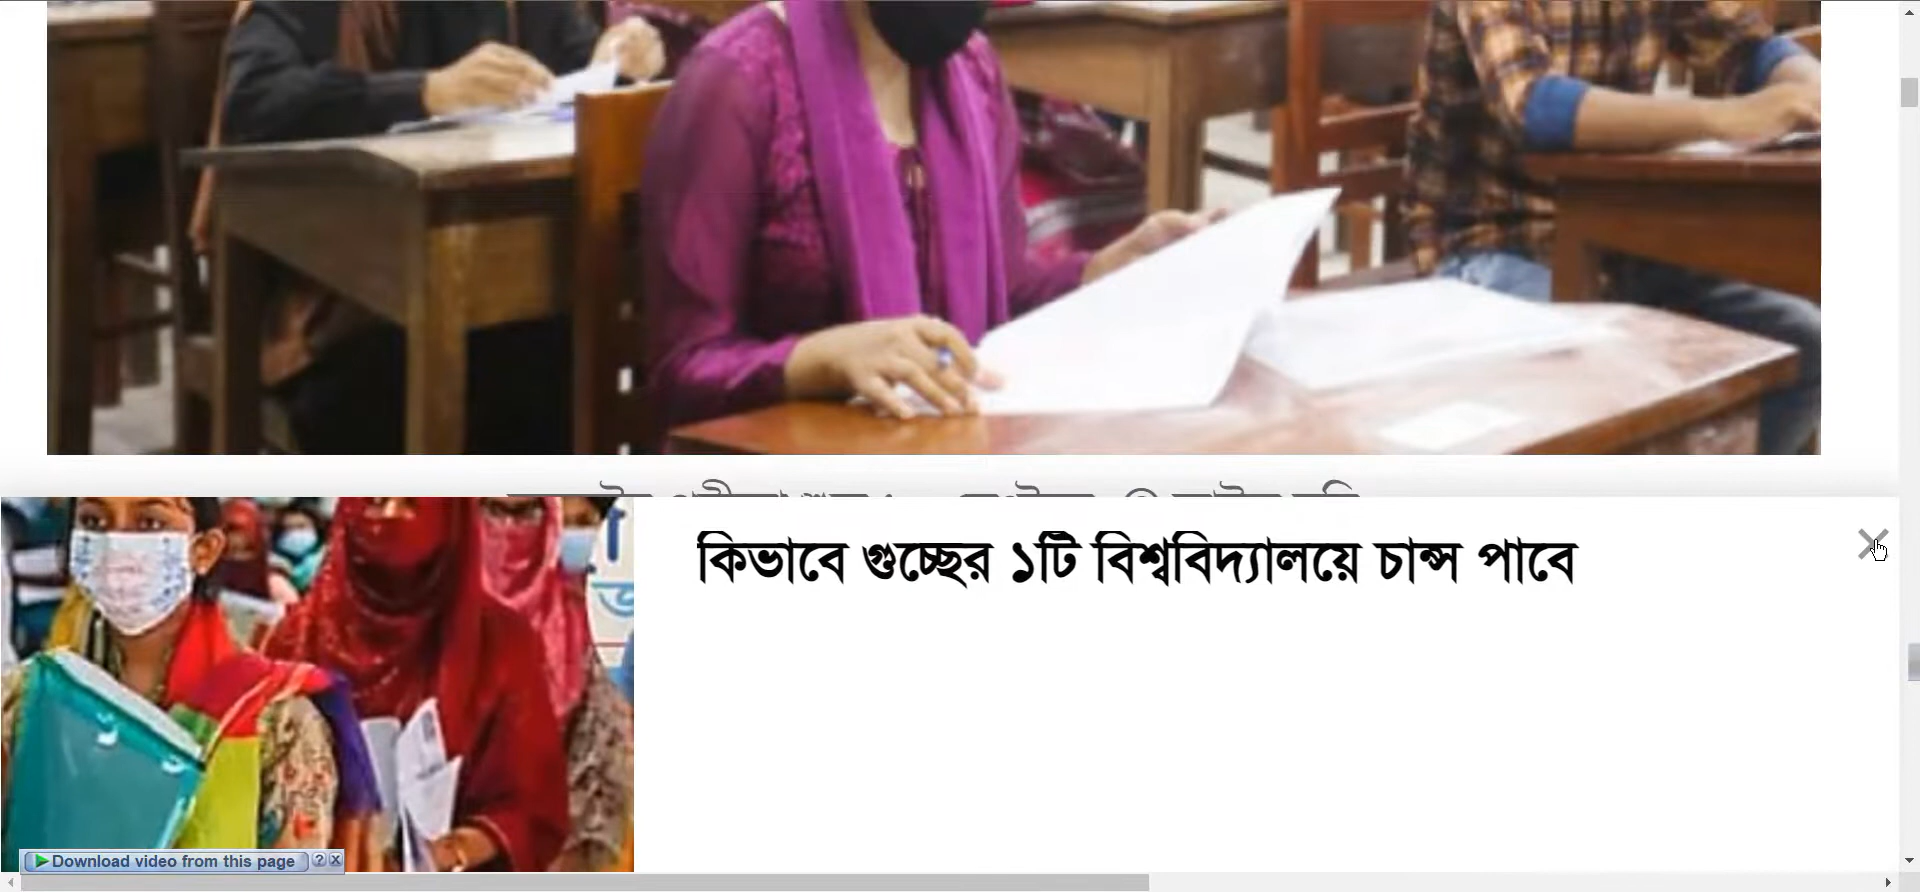 কিভাবে গুচ্ছের ১টি বিশ্ববিদ্যালয়ে চান্স পাবে
Download video from this page